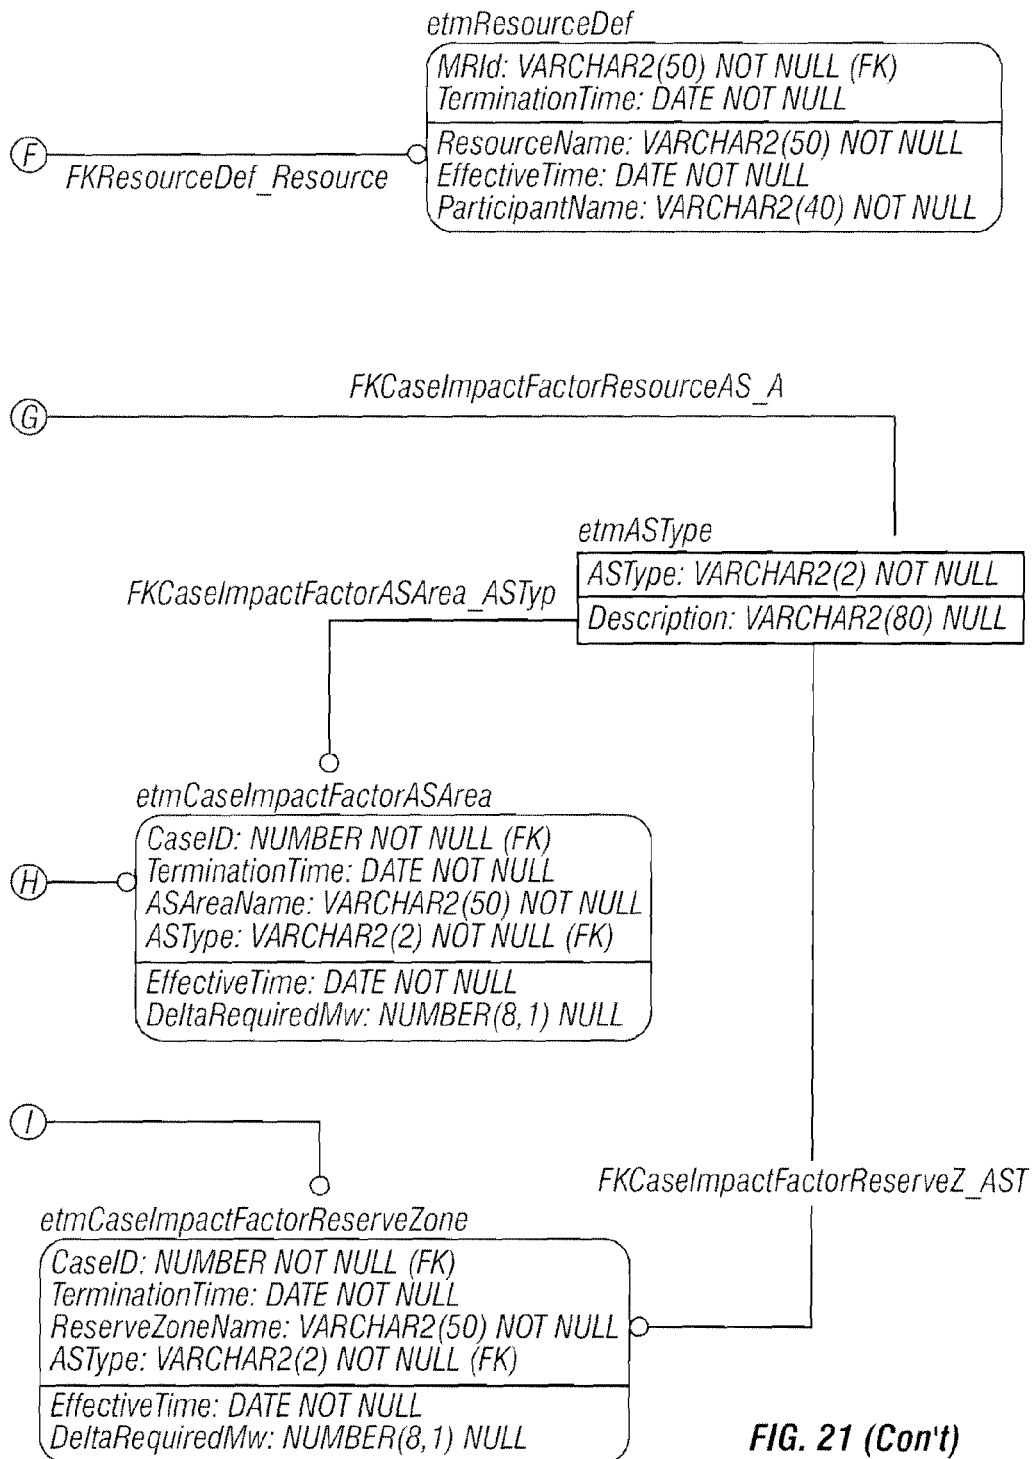 etmResourceDef
MRId: VARCHAR2(50) NOT NULL (FK)
TerminationTime: DATE NOT NULL
ResourceName: VARCHAR2(50) NOT NULL
EffectiveTime: DATE NOT NULL
ParticipantName: VARCHAR2(40) NOT NULL
F
FKResourceDef_Resource
FKCaseImpactFactorResourceAS_A
G
etmASType
ASType: VARCHAR2(2) NOT NULL
Description: VARCHAR2(80) NULL
FKCaseImpactFactorASArea_ASTyp
etmCaseImpactFactorASArea
CaseID: NUMBER NOT NULL (FK)
TerminationTime: DATE NOT NULL
ASAreaName: VARCHAR2(50) NOT NULL
ASType: VARCHAR2(2) NOT NULL (FK)
EffectiveTime: DATE NOT NULL
DeltaRequiredMw: NUMBER(8,1) NULL
H
I
FKCaseImpactFactorReserveZ_AST
etmCaseImpactFactorReserveZone
CaseID: NUMBER NOT NULL (FK)
TerminationTime: DATE NOT NULL
ReserveZoneName: VARCHAR2(50) NOT NULL
ASType: VARCHAR2(2) NOT NULL (FK)
EffectiveTime: DATE NOT NULL
DeltaRequiredMw: NUMBER(8,1) NULL
FIG. 21 (Con't)